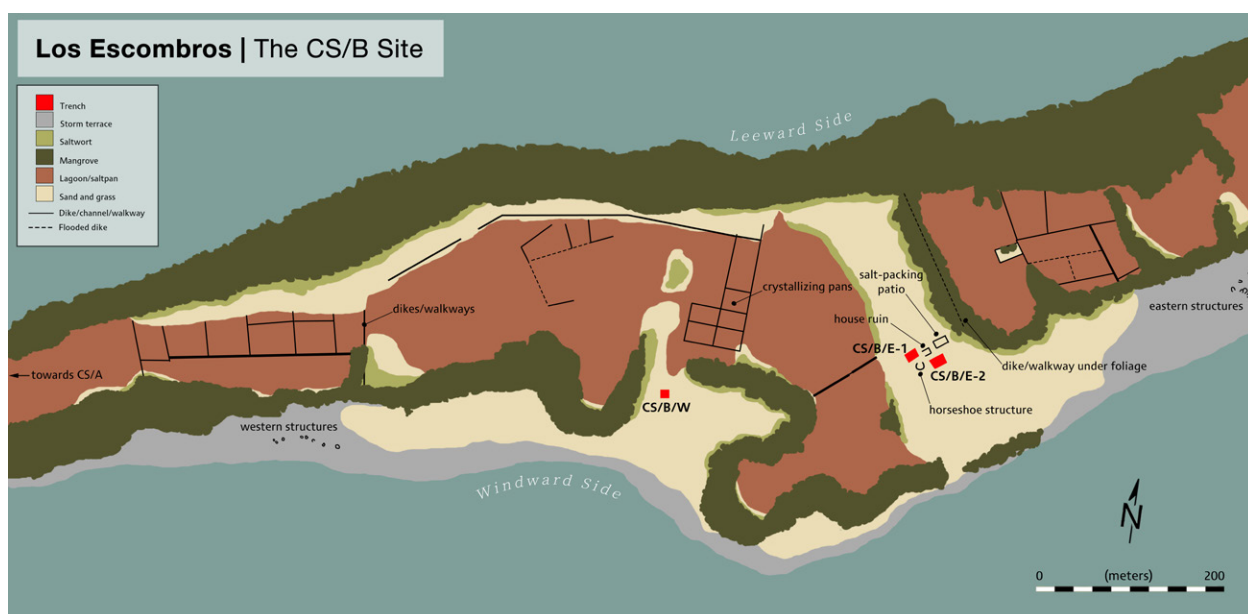 Los Escombros | The CS/B Site
Trench
Storm terrace
Saltwort
Mangrove
Lagoon/saltpan
Sand and grass
Dike/channel/walkway
Flooded dike
Leeward Side
salt-packing
patio
crystallizing pans
dikes/walkways
house ruin
eastern structures
CS/B/E-1
towards CS/A
CS/B/E-2
dike/walkway under foliage
CS/B/W
horseshoe structure
western structures
Windward Side
N
0 (meters) 200